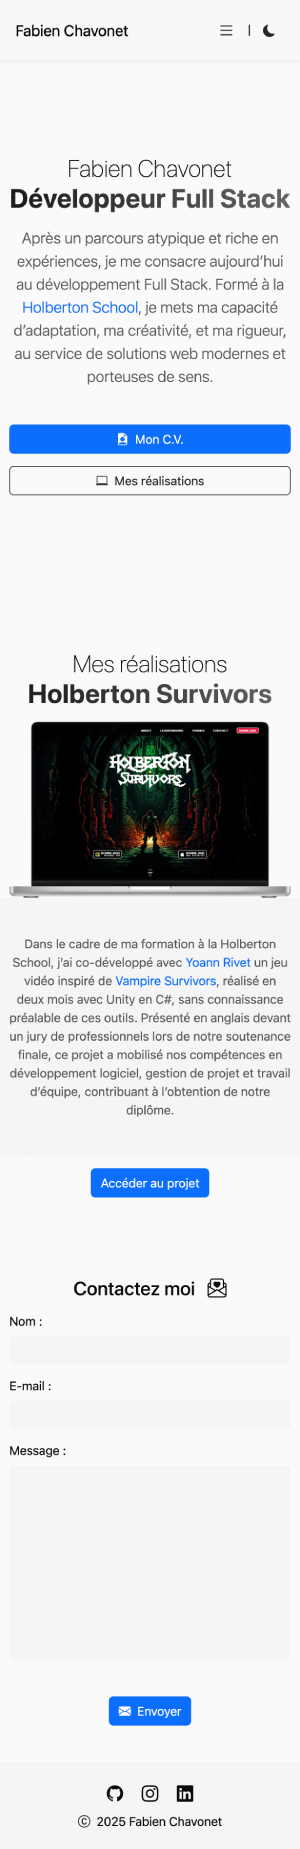 Fabien Chavonet
Fabien Chavonet
Développeur Full Stack
Après un parcours atypique et riche en
expériences, je me consacre aujourd’hui
au développement Full Stack. Formé à la
Holberton School, je mets ma capacité
d’adaptation, ma créativité, et ma rigueur,
au service de solutions web modernes et
porteuses de sens.
Mon C.V.
Mes réalisations
Mes réalisations
Holberton Survivors
ABOUT LEADERBOARD THANKS CONTACT
HOLBERTON
SURVIVORS
Dans le cadre de ma formation à la Holberton
School, j’ai co-développé avec Yoann Rivet un jeu
vidéo inspiré de Vampire Survivors, réalisé en
deux mois avec Unity en C#, sans connaissance
préalable de ces outils. Présenté en anglais devant
un jury de professionnels lors de notre soutenance
finale, ce projet a mobilisé nos compétences en
développement logiciel, gestion de projet et travail
d’équipe, contribuant à l’obtention de notre
diplôme.
Accéder au projet
Contactez moi
Nom :
E-mail :
Message :
Envoyer
© 2025 Fabien Chavonet